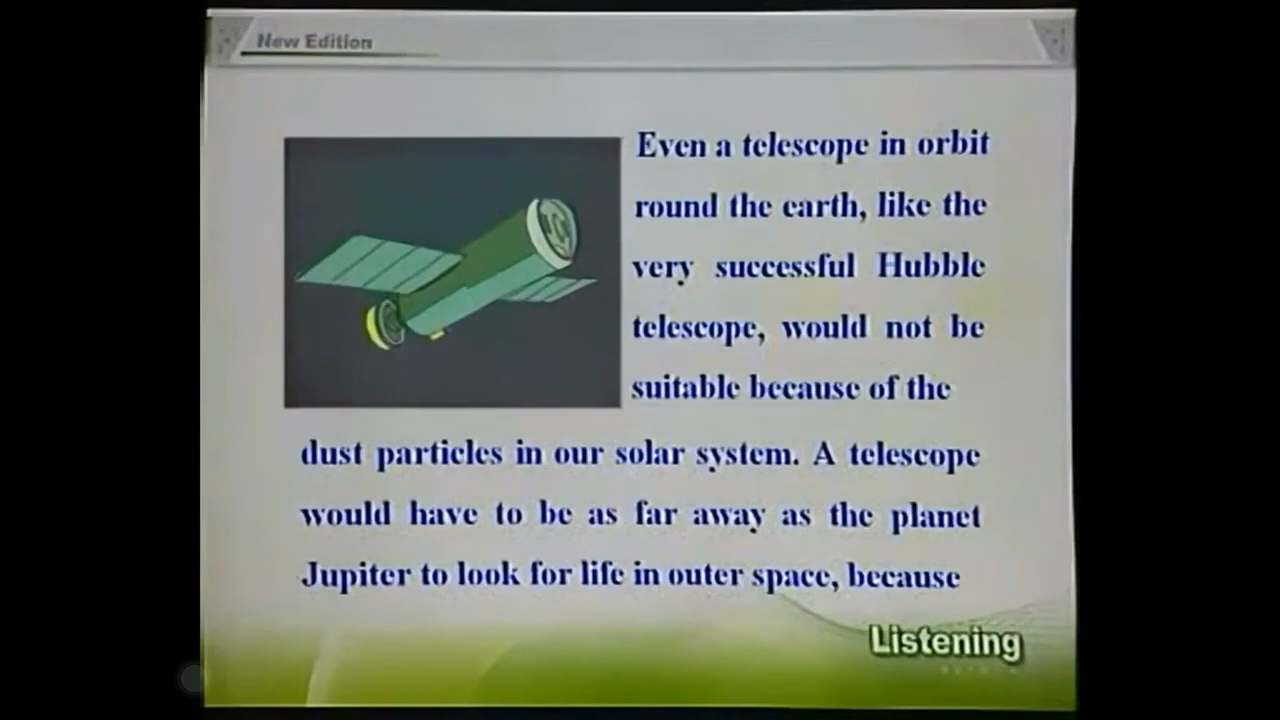 New Edition
Even a telescope in orbit
round the earth, like the
very successful Hubble
telescope, would not be
suitable because of the
dust particles in our solar system. A telescope
would have to be as far away as the planet
Jupiter to look for life in outer space, because
Listening